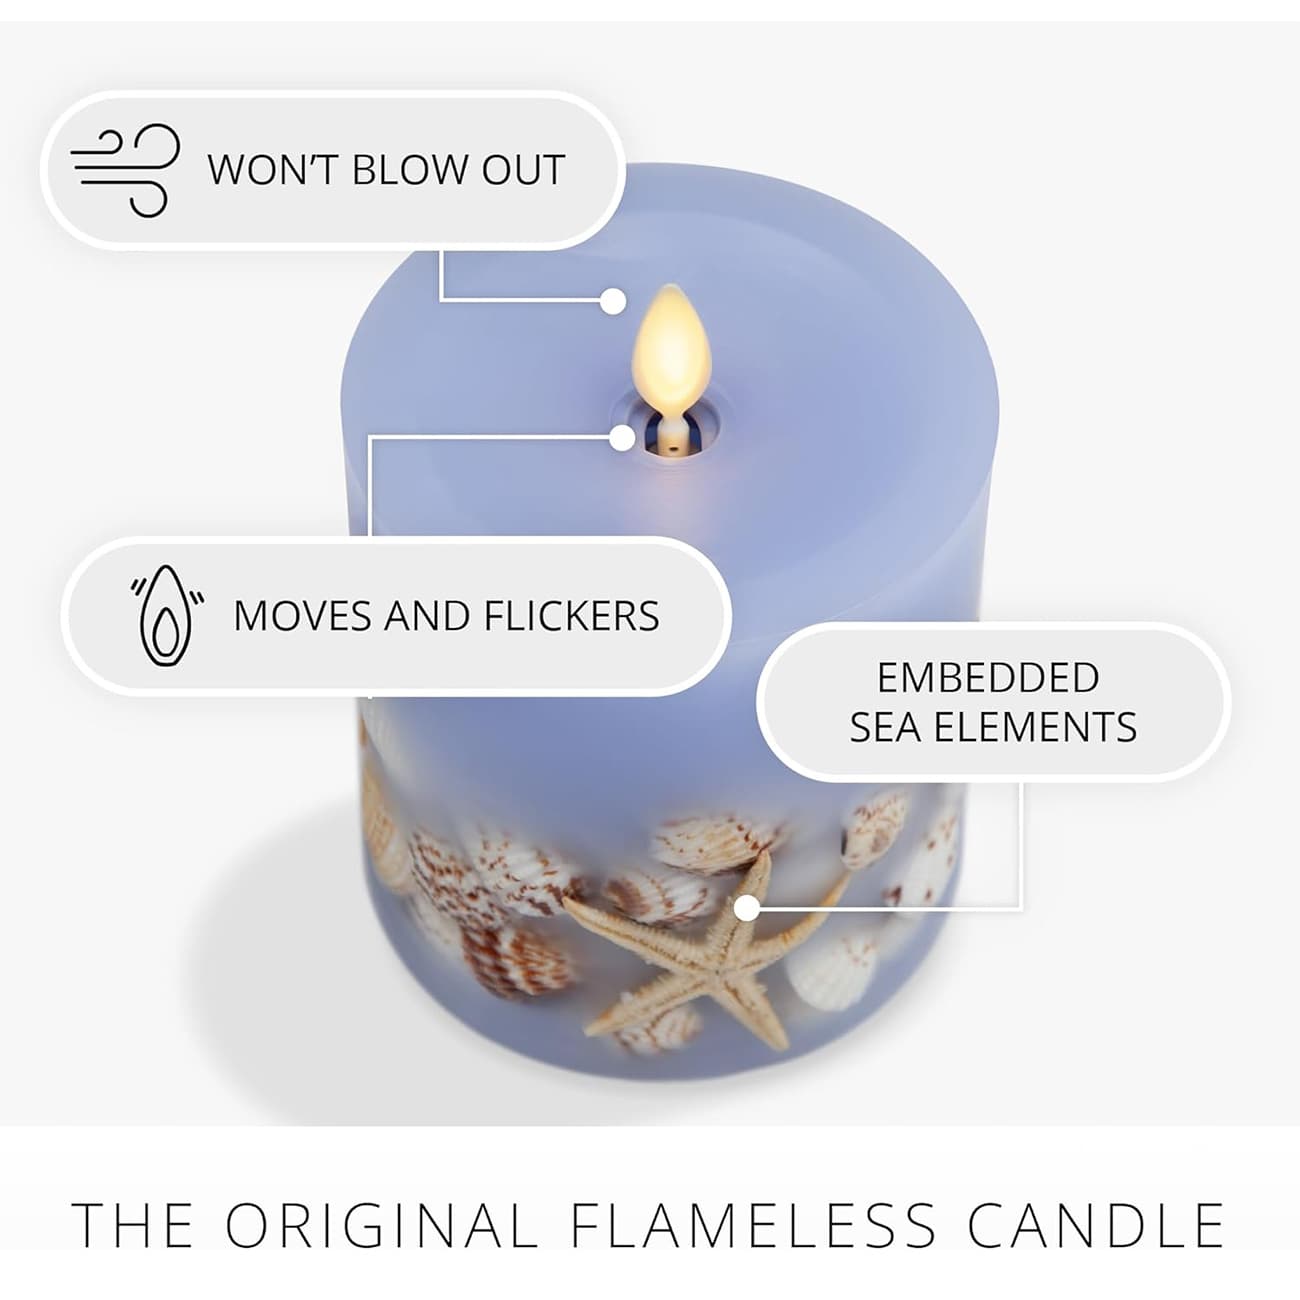 WON'T BLOW OUT
MOVES AND FLICKERS
EMBEDDED
SEA ELEMENTS
THE ORIGINAL FLAMELESS CANDLE